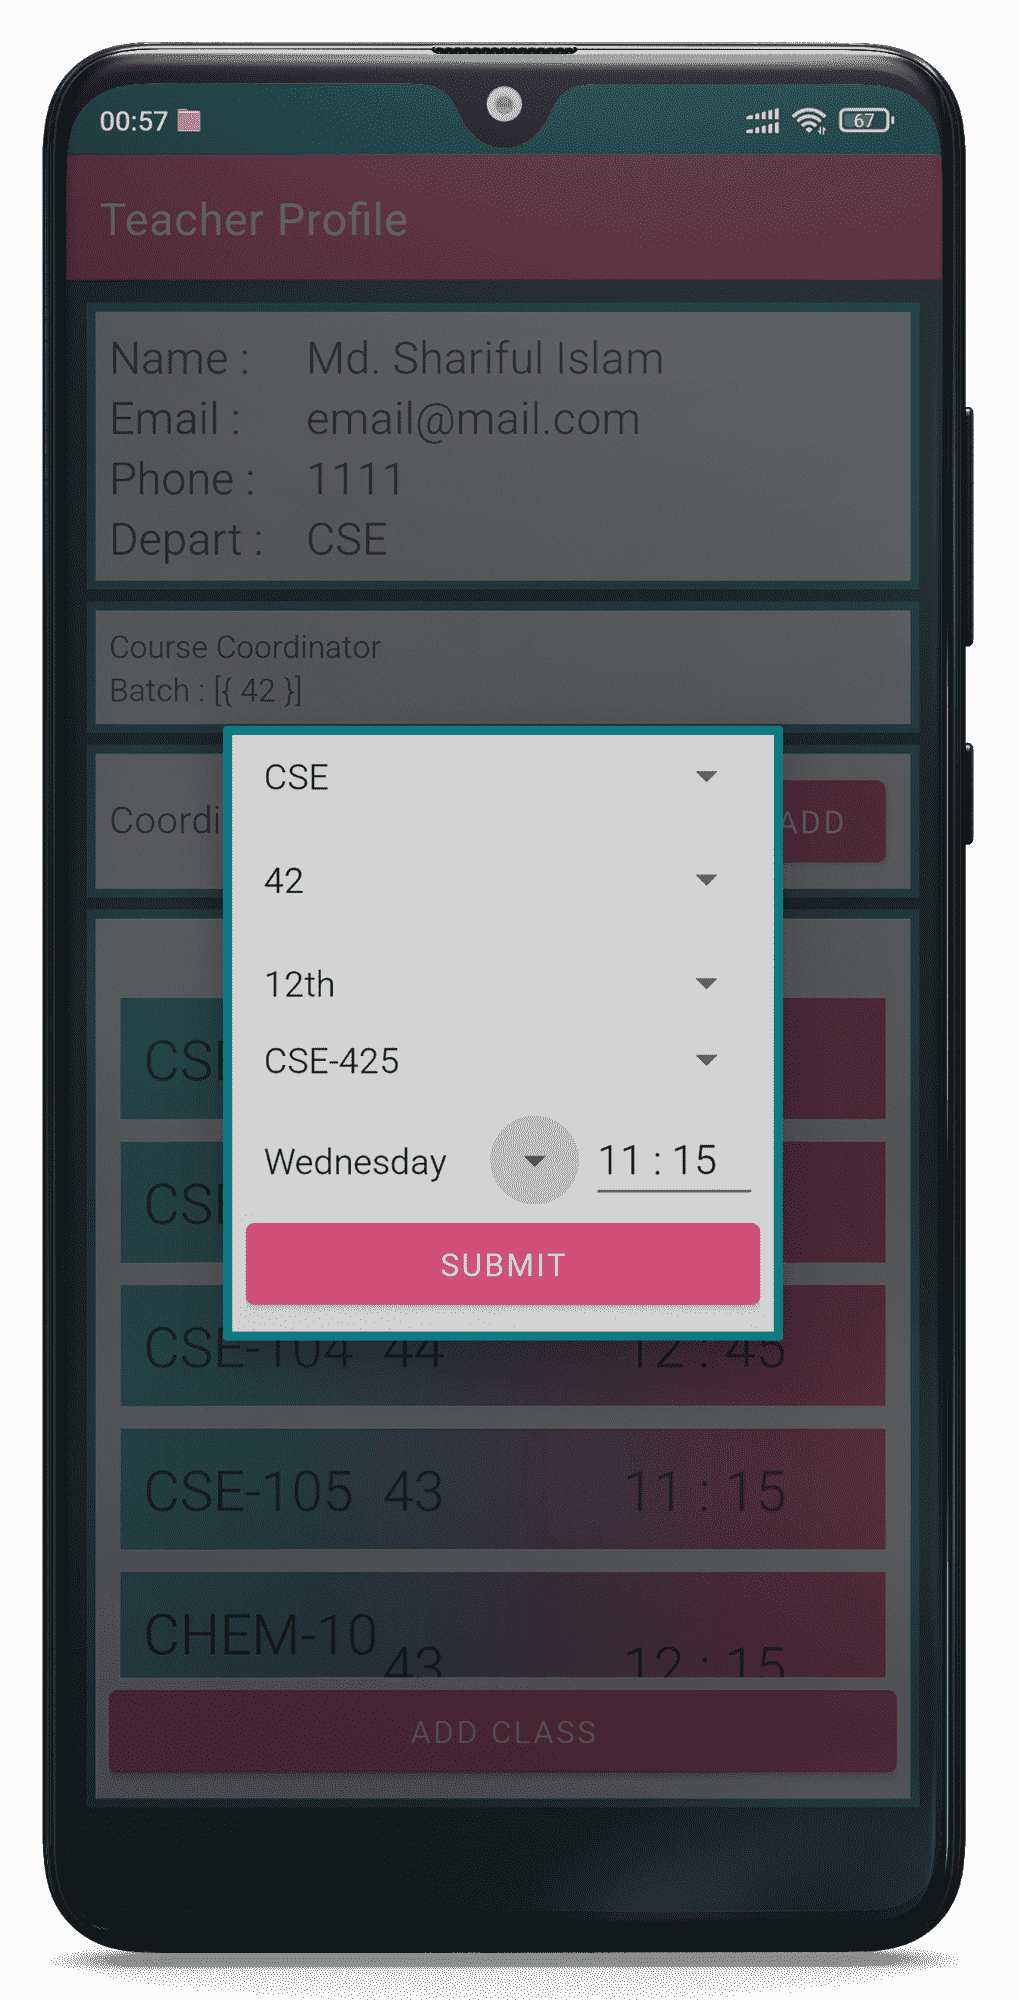 00:57 67
Teacher Profile
Name : Md. Shariful Islam
Email : email@mail.com
Phone : 1111
Depart : CSE
Course Coordinator
Batch : [{ 42 }]
CSE
Coordi ADD
42
12th
CSE-425
Wednesday 11 : 15
SUBMIT
CSE-104 44 12 : 45
CSE-105 43 11 : 15
CHEM-10
43 12 : 15
ADD CLASS